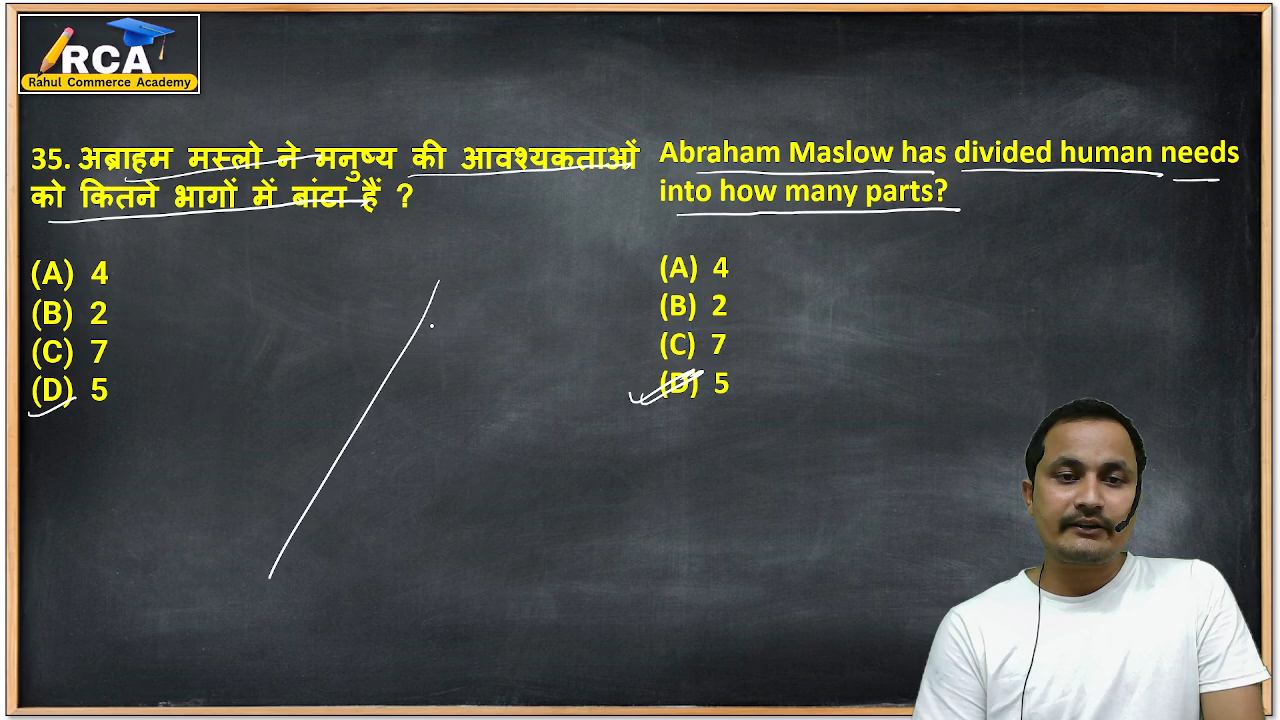 RCA
Rahul Commerce Academy
35. अब्राहम मस्लो ने मनुष्य की आवश्यकताओं
को कितने भागों में बांटा हैं ?
(A) 4
(B) 2
(C) 7
(D) 5
Abraham Maslow has divided human needs
into how many parts?
(A) 4
(B) 2
(C) 7
(D) 5